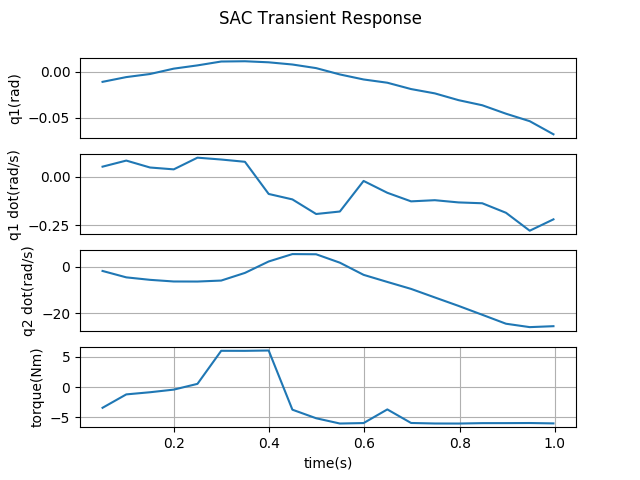 SAC Transient Response
q1(rad)
0.00
−0.05
q1 dot(rad/s)
0.00
−0.25
q2 dot(rad/s)
0
−20
torque(Nm)
5
0
−5
0.2 0.4 0.6 0.8 1.0
time(s)